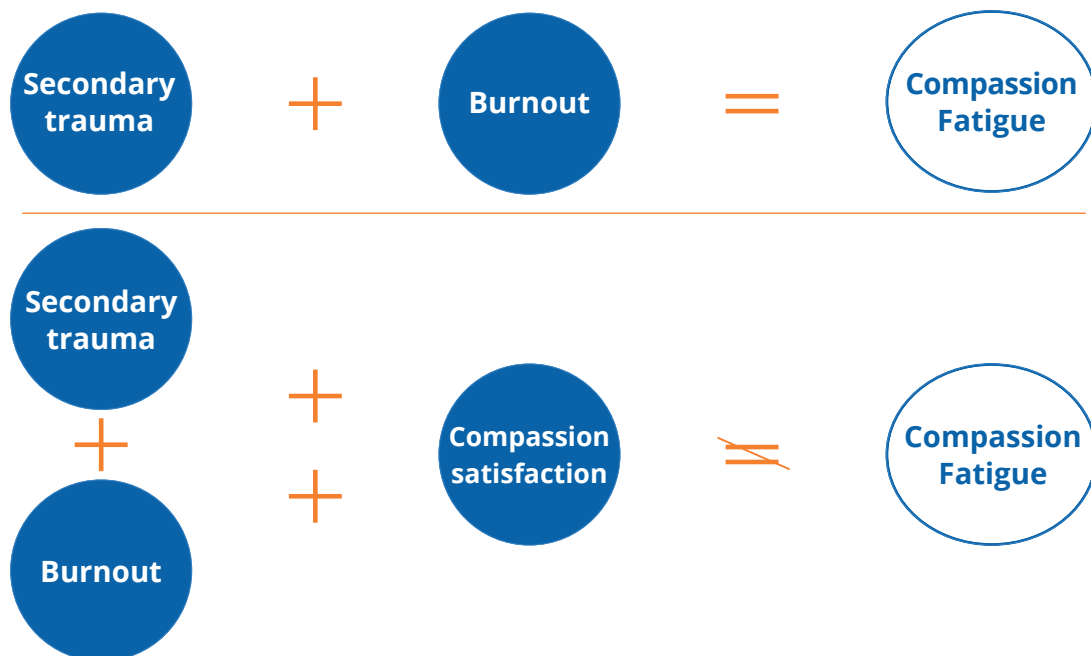 Secondary
trauma
+
Burnout
=
Compassion
Fatigue
Secondary
trauma
+
Burnout
+
+
Compassion
satisfaction
≠
Compassion
Fatigue